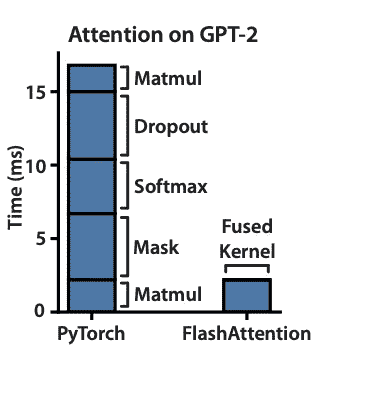 Attention on GPT-2
Matmul
15
Dropout
10
Softmax
Time (ms)
Fused
Kernel
5
Mask
Matmul
0
PyTorch
FlashAttention